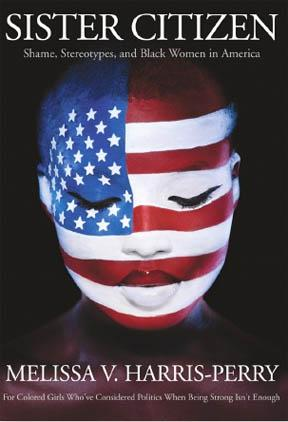 SISTER CITIZEN
Shame, Stereotypes, and Black Women in America
MELISSA V. HARRIS-PERRY
For Colored Girls Who've Considered Politics When Being Strong Isn't Enough